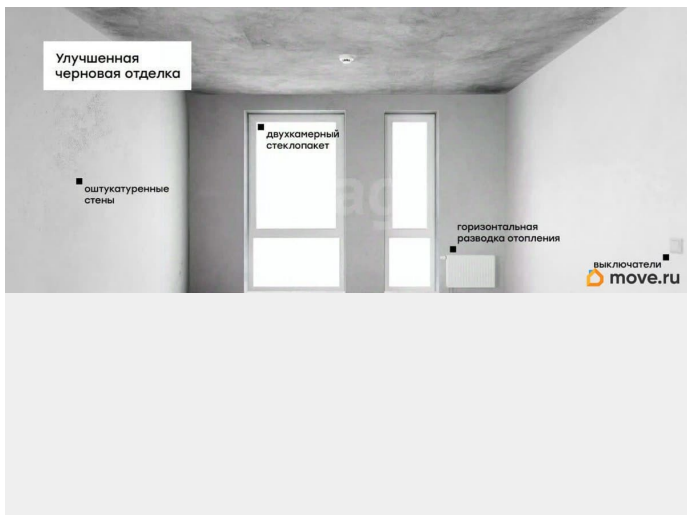 Улучшенная
черновая отделка
двухкамерный
стеклопакет
оштукатуренные
стены
горизонтальная
разводка отопления
выключатели
move.ru